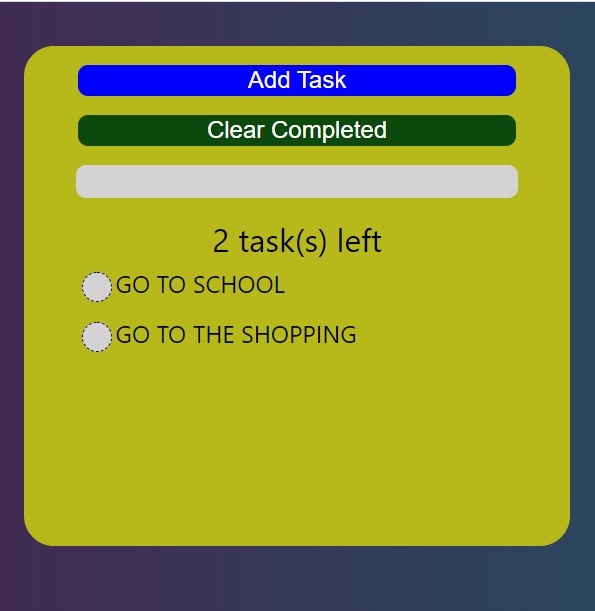 Add Task
Clear Completed
2 task(s) left
GO TO SCHOOL
GO TO THE SHOPPING